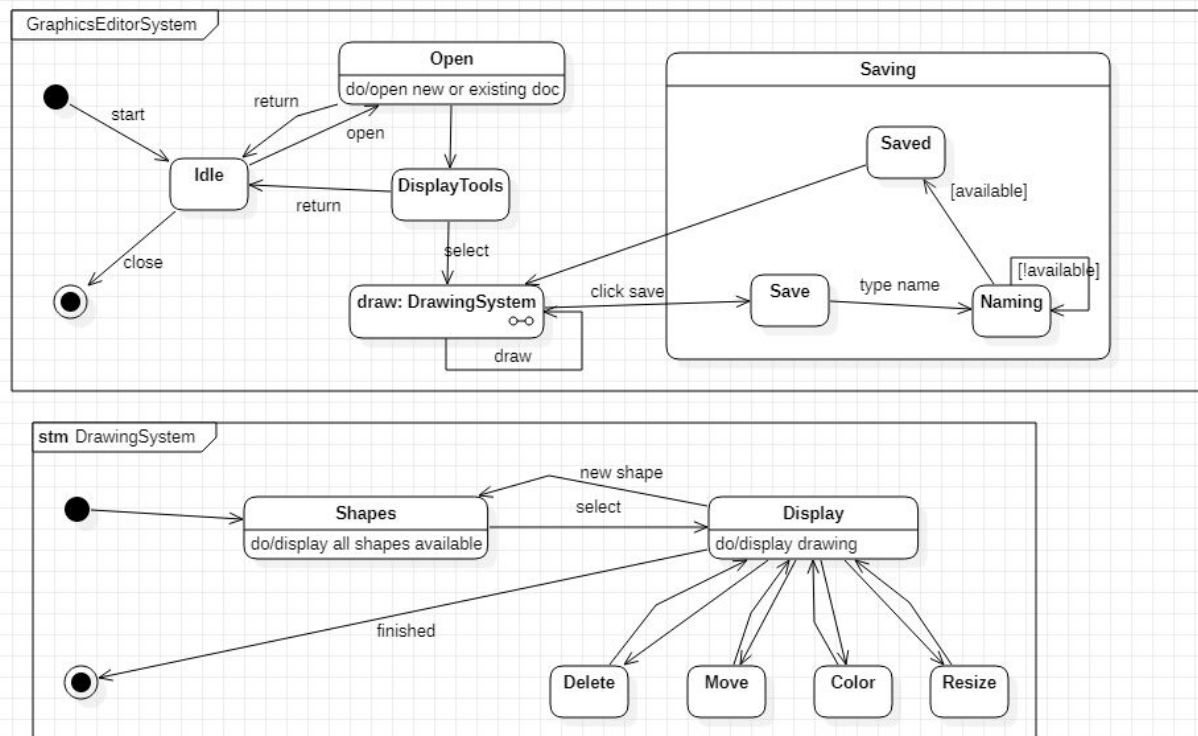 GraphicsEditorSystem
Open
do/open new or existing doc
Saving
return
start
open
Saved
Idle
DisplayTools
[available]
return
select
close
[!available]
draw: DrawingSystem
click save
Save
type name
Naming
draw
stm DrawingSystem
new shape
Shapes
select
Display
do/display all shapes available
do/display drawing
finished
Delete
Move
Color
Resize